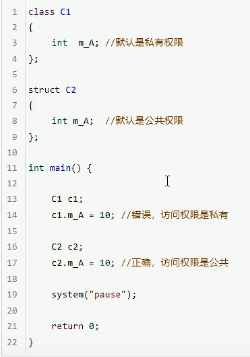 1 class C1
2 {
3 int m_A; //默认是私有权限
4 };
5
6 struct C2
7 {
8 int m_A; //默认是公共权限
9 };
10
11 int main() {
12
13 C1 c1;
14 c1.m_A = 10; //错误，访问权限是私有
15
16 C2 c2;
17 c2.m_A = 10; //正确，访问权限是公共
18
19 system("pause");
20
21 return 0;
22 }